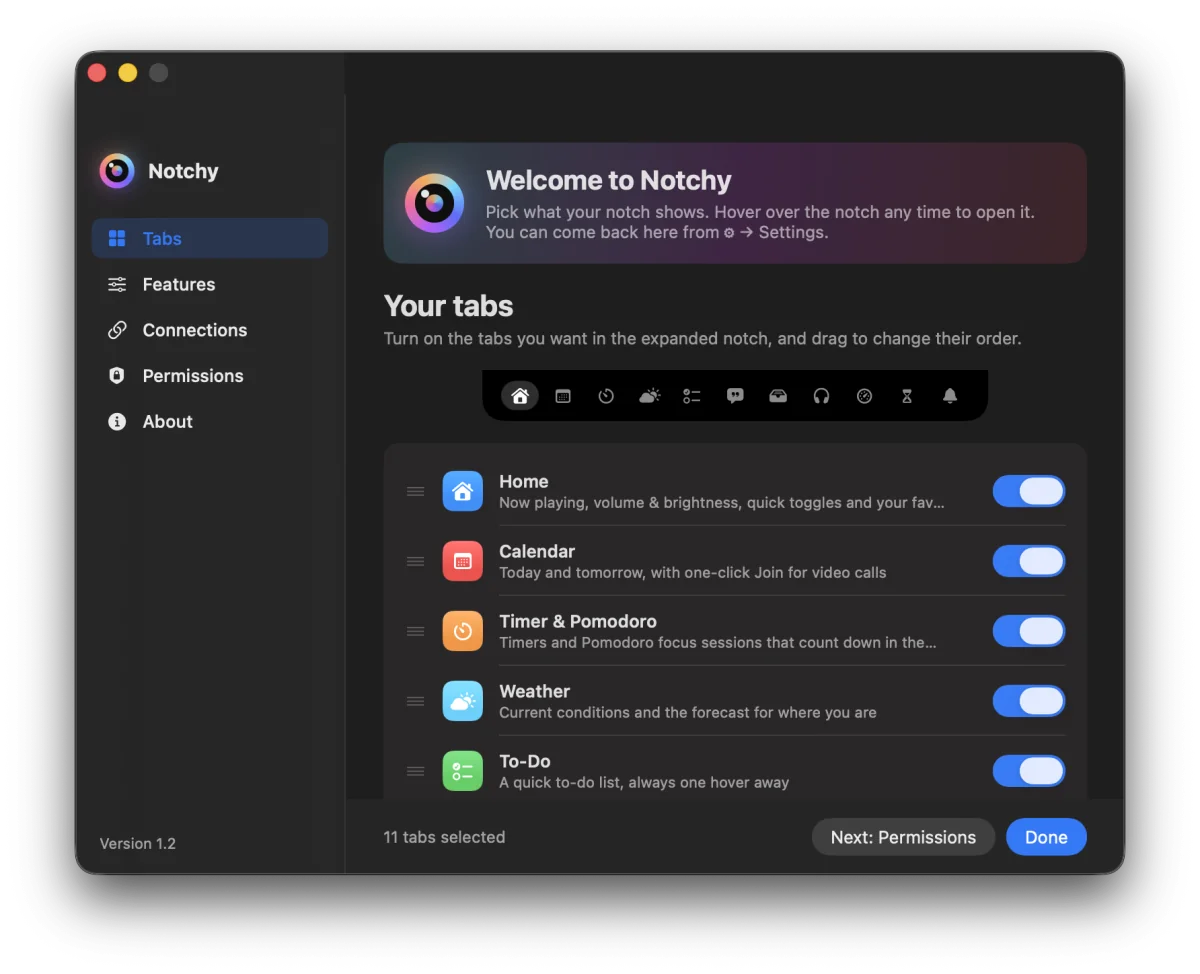 Notchy
Tabs
Features
Connections
Permissions
About
Version 1.2
Welcome to Notchy
Pick what your notch shows. Hover over the notch any time to open it.
You can come back here from ⚙ → Settings.
Your tabs
Turn on the tabs you want in the expanded notch, and drag to change their order.
Home
Now playing, volume & brightness, quick toggles and your fav...
Calendar
Today and tomorrow, with one-click Join for video calls
Timer & Pomodoro
Timers and Pomodoro focus sessions that count down in the...
Weather
Current conditions and the forecast for where you are
To-Do
A quick to-do list, always one hover away
11 tabs selected
Next: Permissions
Done